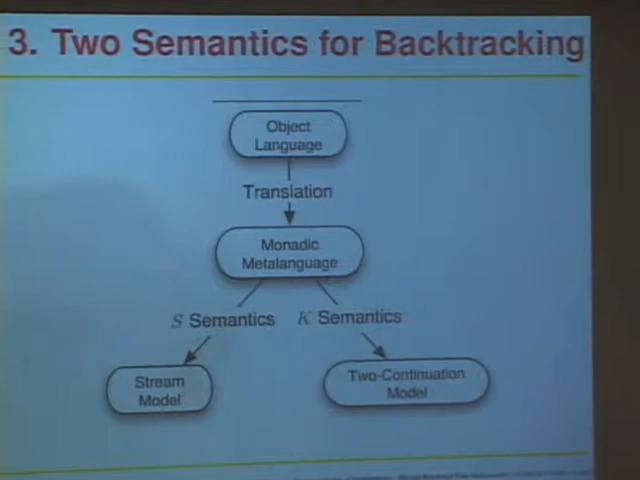 3. Two Semantics for Backtracking
Object
Language
Translation
Monadic
Metalanguage
S Semantics K Semantics
Stream
Model
Two-Continuation
Model